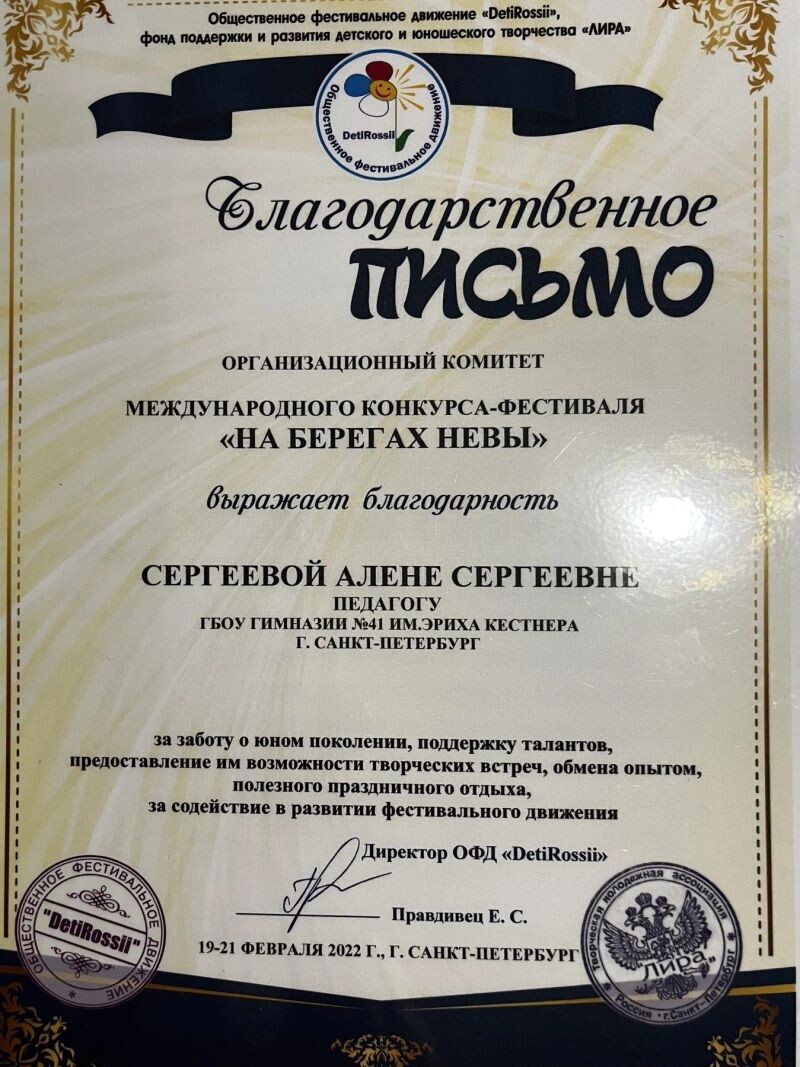 Общественное фестивальное движение «DetiRossii»,
фонд поддержки и развития детского и юношеского творчества «ЛИРА»
Общественное фестивальное движение
DetiRossii
Благодарственное
ПИСЬМО
ОРГАНИЗАЦИОННЫЙ КОМИТЕТ
МЕЖДУНАРОДНОГО КОНКУРСА-ФЕСТИВАЛЯ
«НА БЕРЕГАХ НЕВЫ»
выражает благодарность
СЕРГЕЕВОЙ АЛЕНЕ СЕРГЕЕВНЕ
ПЕДАГОГУ
ГБОУ ГИМНАЗИИ №41 ИМ.ЭРИХА КЕСТНЕРА
Г. САНКТ-ПЕТЕРБУРГ
за заботу о юном поколении, поддержку талантов,
предоставление им возможности творческих встреч, обмена опытом,
полезного праздничного отдыха,
за содействие в развитии фестивального движения
Директор ОФД «DetiRossii»
Правдивец Е. С.
19-21 ФЕВРАЛЯ 2022 Г., Г. САНКТ-ПЕТЕРБУРГ
ОБЩЕСТВЕННОЕ ФЕСТИВАЛЬНОЕ ДВИЖЕНИЕ
"DetiRossii"
Творческая молодежная ассоциация
"Лира"
* Россия • г.Санкт-Петербург *